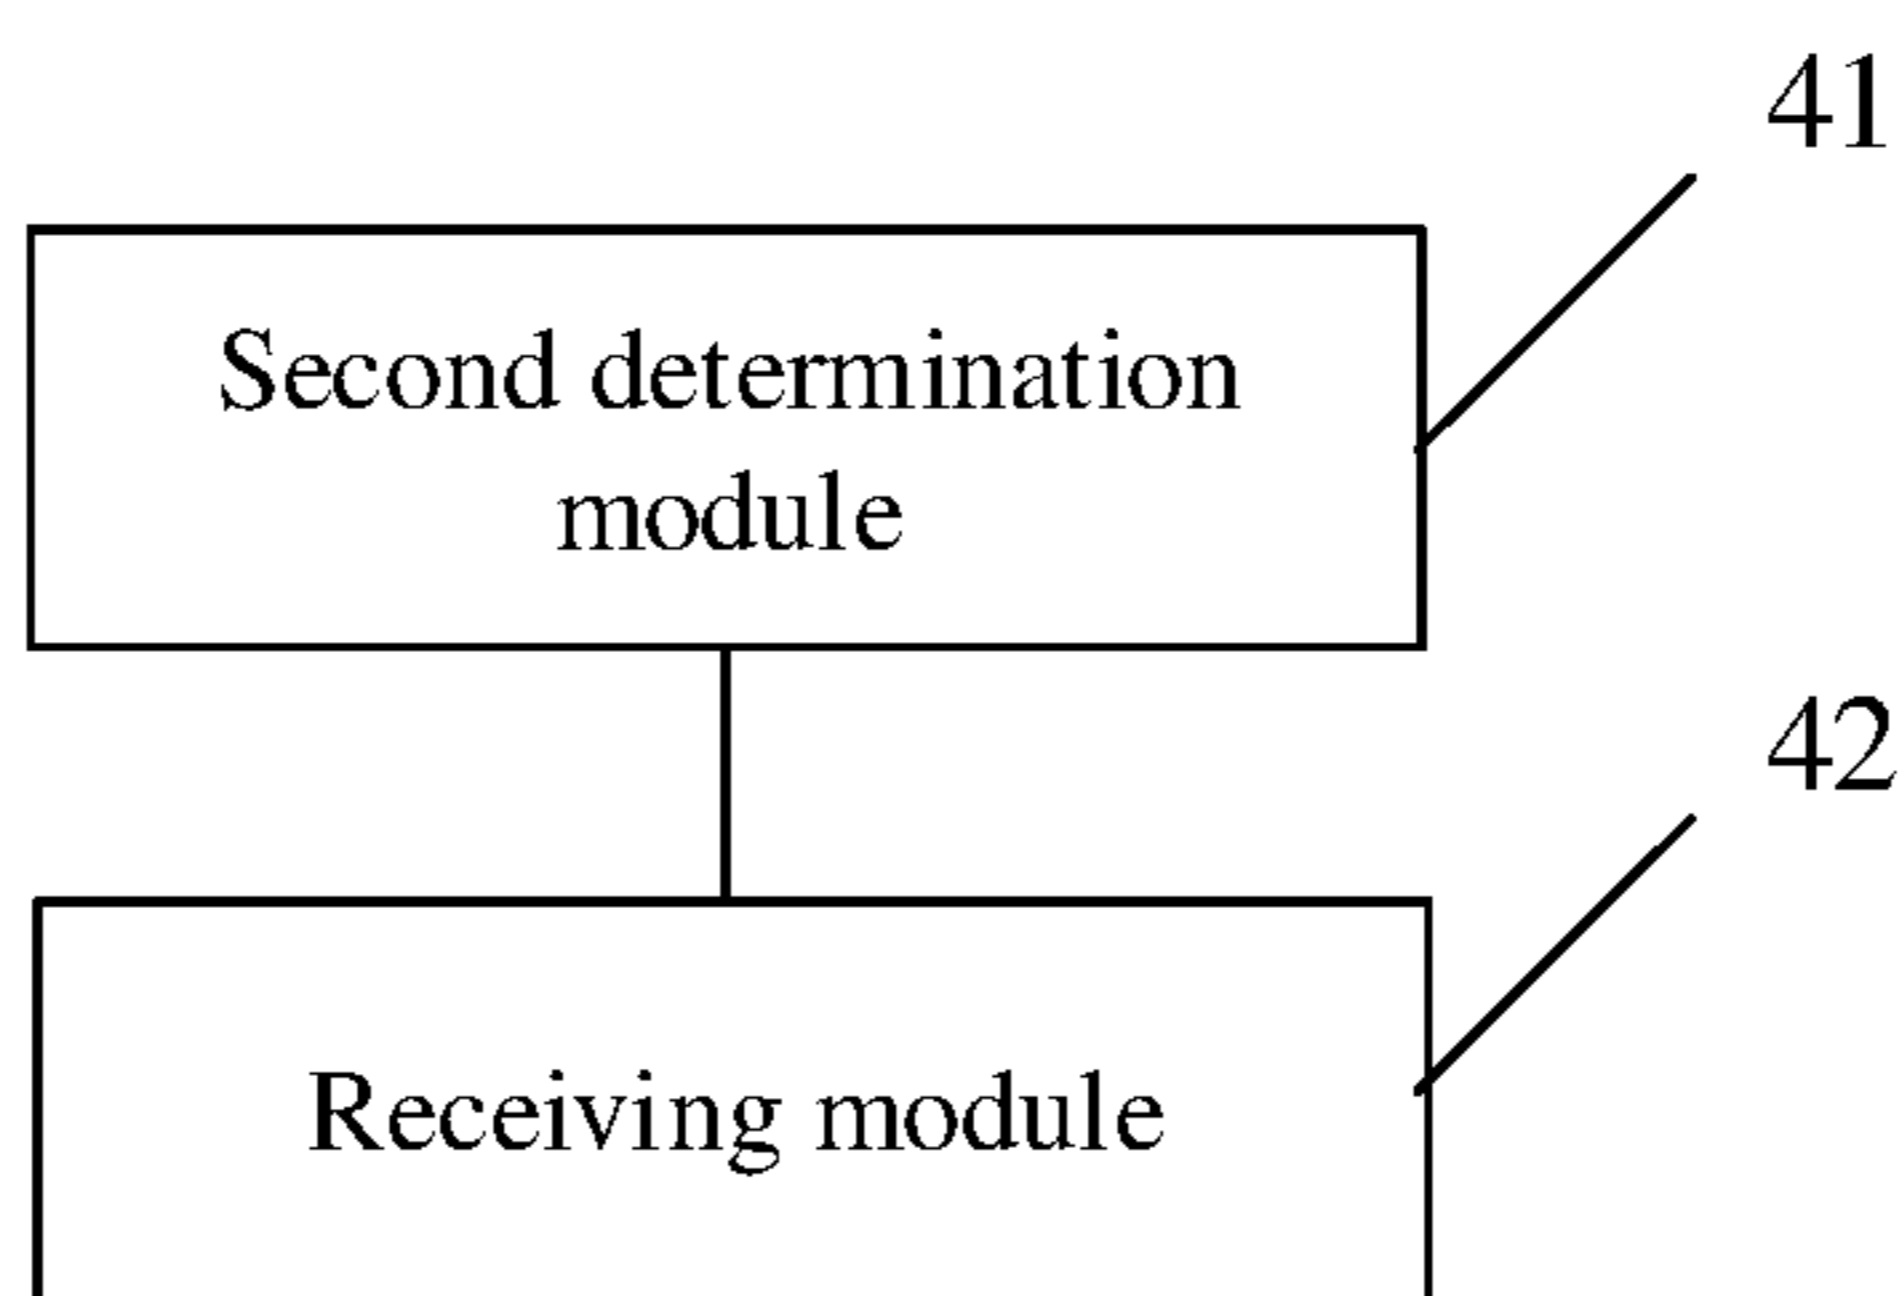 41
Second determination
module
42
Receiving module